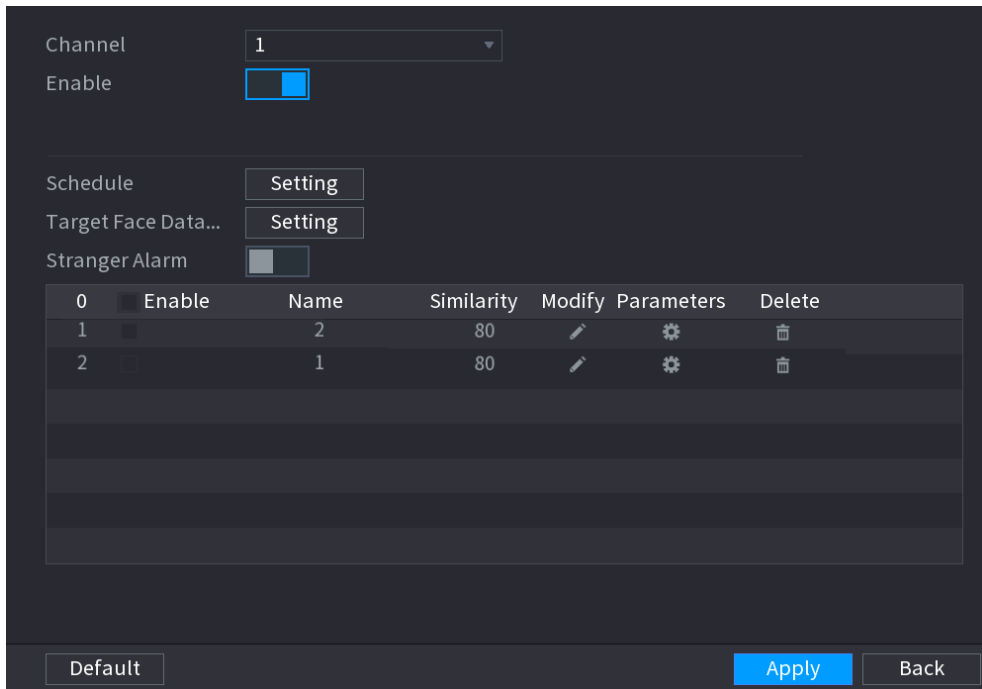 Channel 1
Enable
Schedule Setting
Target Face Data... Setting
Stranger Alarm
0 Enable Name Similarity Modify Parameters Delete
1 2 80
2 1 80
Default Apply Back